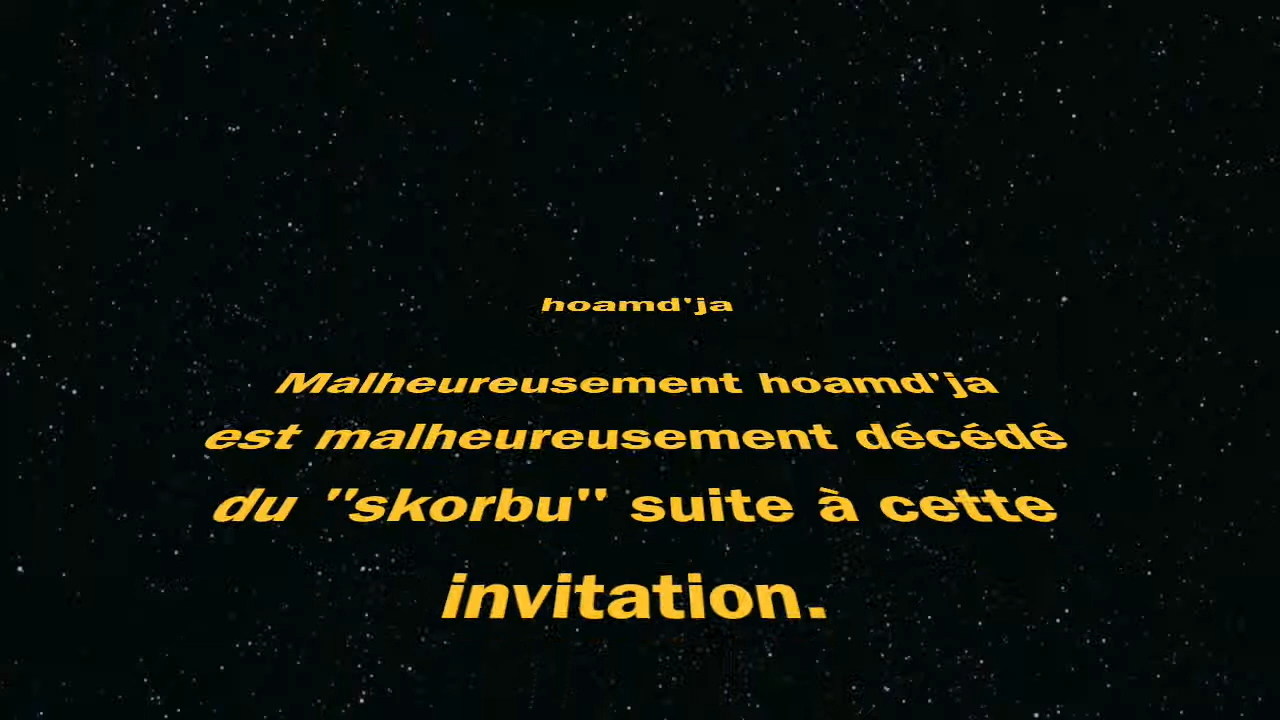 hoamd'ja
Malheureusement hoamd'ja
est malheureusement décédé
du "skorbu" suite à cette
invitation.